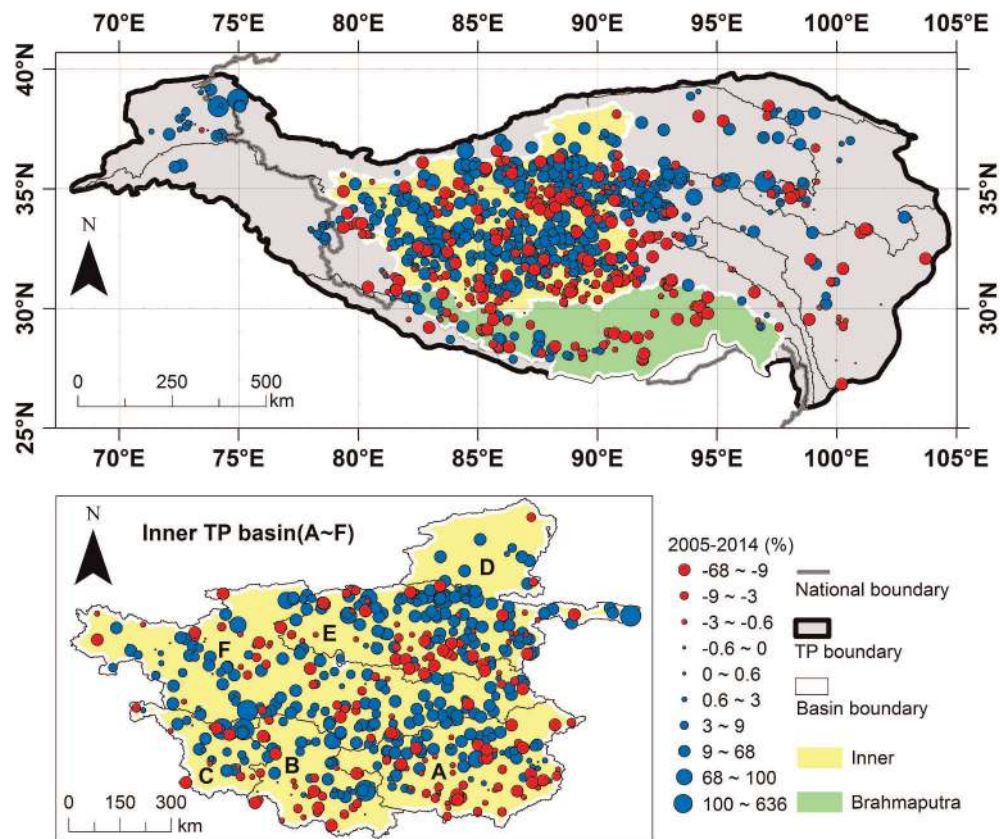 70°E 75°E 80°E 85°E 90°E 95°E 100°E 105°E
40°N 40°N
35°N 35°N
30°N 30°N
25°N 25°N
N
0 250 500
km
70°E 75°E 80°E 85°E 90°E 95°E 100°E 105°E
N
Inner TP basin(A~F)
D
E
F
C
B
A
0 150 300
km
2005-2014 (%)
-68 ~ -9
-9 ~ -3
-3 ~ -0.6
-0.6 ~ 0
0 ~ 0.6
0.6 ~ 3
3 ~ 9
9 ~ 68
68 ~ 100
100 ~ 636
National boundary
TP boundary
Basin boundary
Inner
Brahmaputra